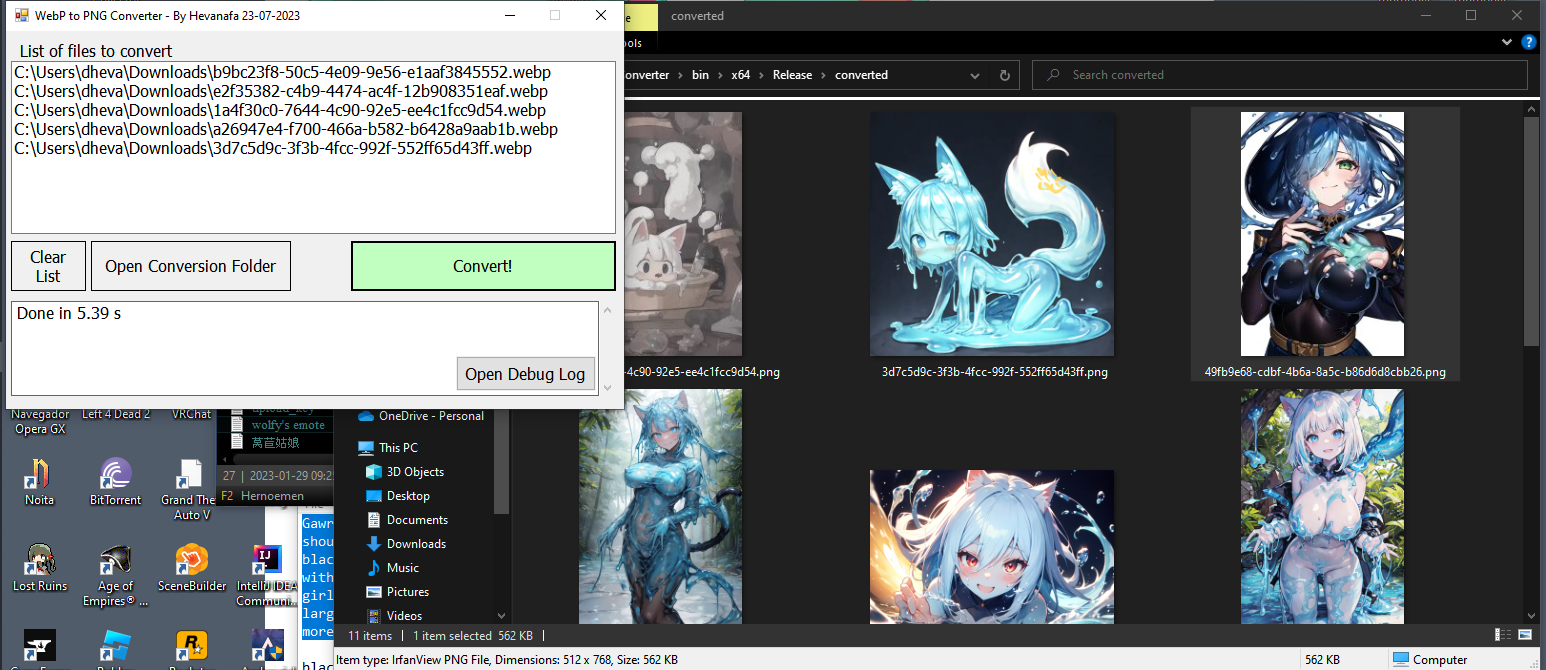 WebP to PNG Converter - By Hevanafa 23-07-2023
List of files to convert
C:\Users\dheva\Downloads\b9bc23f8-50c5-4e09-9e56-e1aaf3845552.webp
C:\Users\dheva\Downloads\e2f35382-c4b9-4474-ac4f-12b908351eaf.webp
C:\Users\dheva\Downloads\1a4f30c0-7644-4c90-92e5-ee4c1fcc9d54.webp
C:\Users\dheva\Downloads\a26947e4-f700-466a-b582-b6428a9aab1b.webp
C:\Users\dheva\Downloads\3d7c5d9c-3f3b-4fcc-992f-552ff65d43ff.webp
Clear
List
Open Conversion Folder
Convert!
Done in 5.39 s
Open Debug Log
converted
ools
onverter > bin > x64 > Release > converted
Search converted
-4c90-92e5-ee4c1fcc9d54.png
3d7c5d9c-3f3b-4fcc-992f-552ff65d43ff.png
49fb9e68-cdbf-4b6a-8a5c-b86d6d8cbb26.png
Navegador
Opera GX
Left 4 Dead 2
VRChat
upload_key
wolfy's emote
萵苣姑娘
27 | 2023-01-29 09:2
F2 Hernoemen
Noita
BitTorrent
Grand The
Auto V
Lost Ruins
Age of
Empires® ...
SceneBuilder
IntelliJ IDEA
Communi...
Gawr
shou
blac
with
girl
larg
more
blac
OneDrive - Personal
This PC
3D Objects
Desktop
Documents
Downloads
Music
Pictures
Videos
11 items | 1 item selected 562 KB |
Item type: IrfanView PNG File, Dimensions: 512 x 768, Size: 562 KB
562 KB
Computer